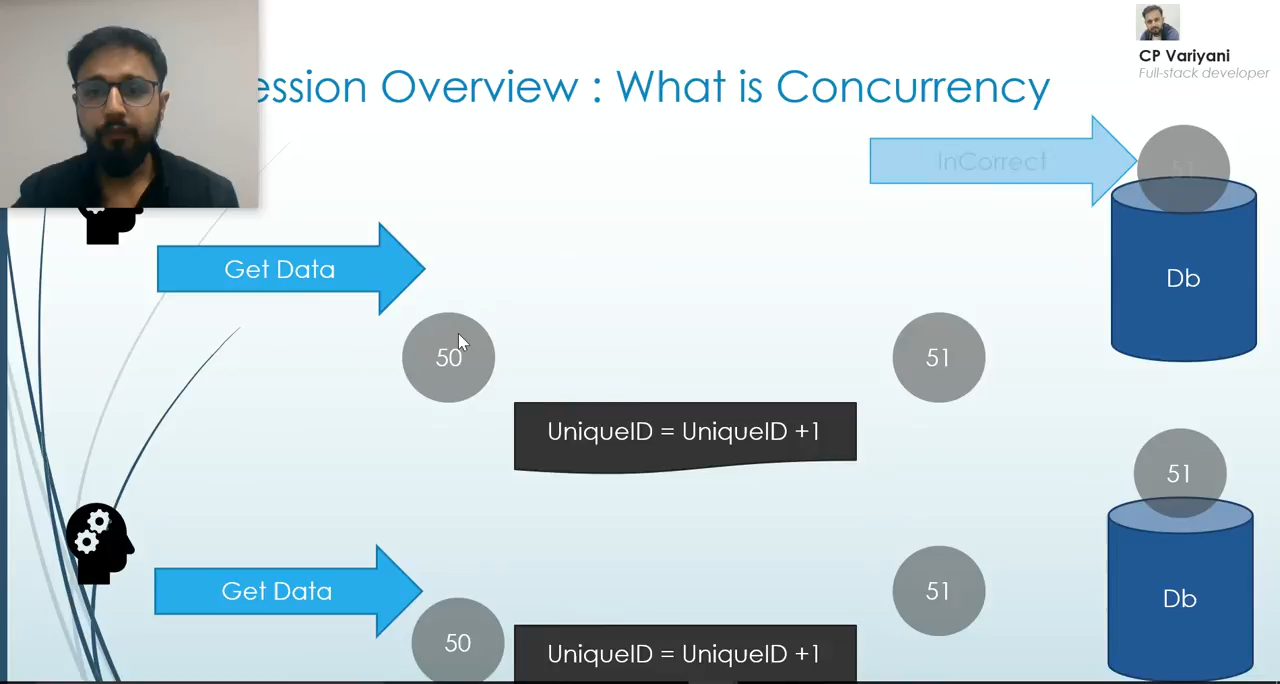 CP Variyani
Full-stack developer
ession Overview : What is Concurrency
InCorrect
51
Get Data
Db
50
51
UniqueID = UniqueID +1
51
Get Data
51
Db
50
UniqueID = UniqueID +1